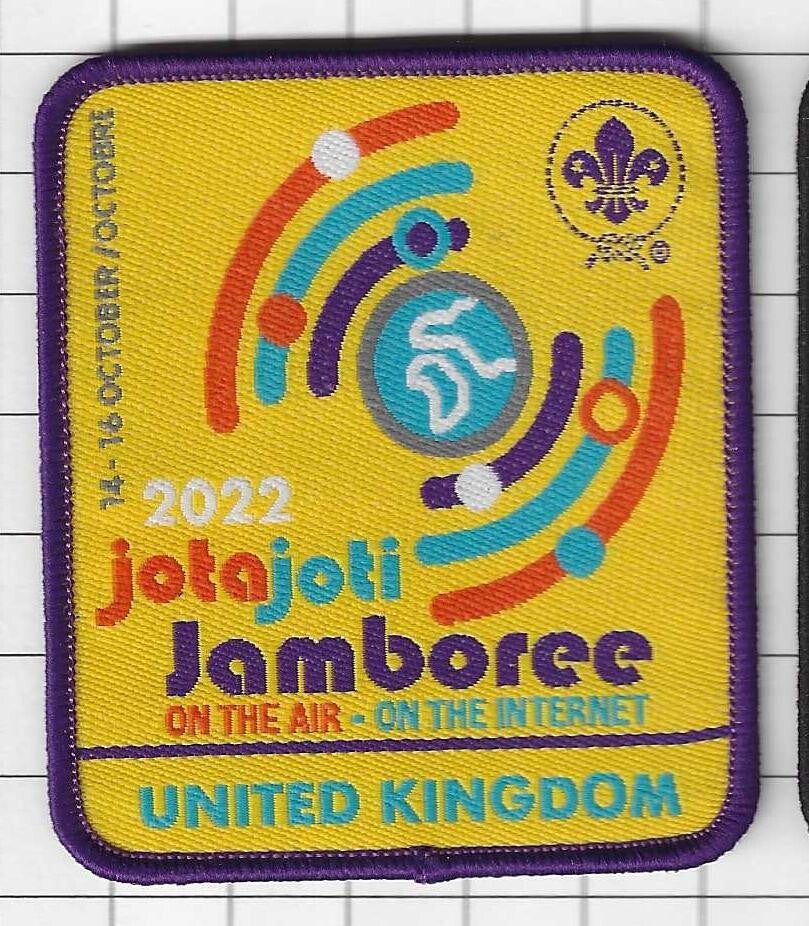 14-16 OCTOBER/OCTOBRE
2022
jotajoti
Jamboree
ON THE AIR - ON THE INTERNET
UNITED KINGDOM
®